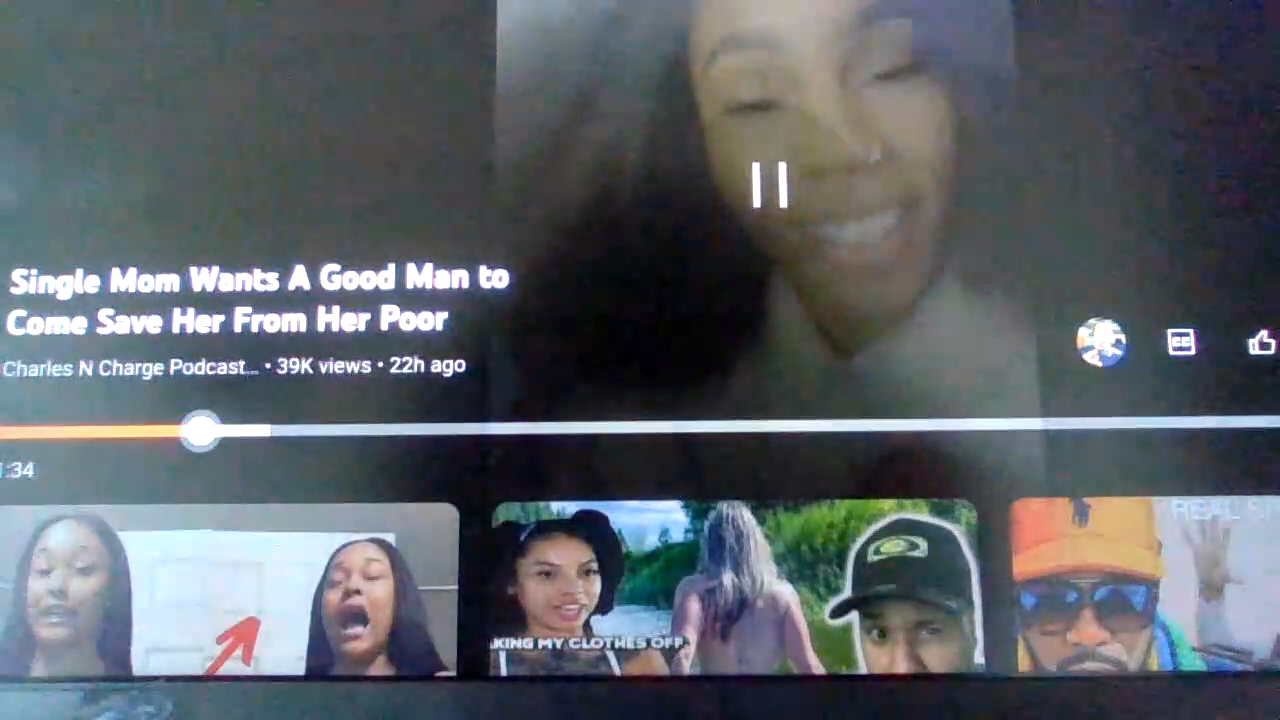 Single Mom Wants A Good Man to
Come Save Her From Her Poor
Charles N Charge Podcast... • 39K views • 22h ago
:34
CC
KING MY CLOTHES OFF